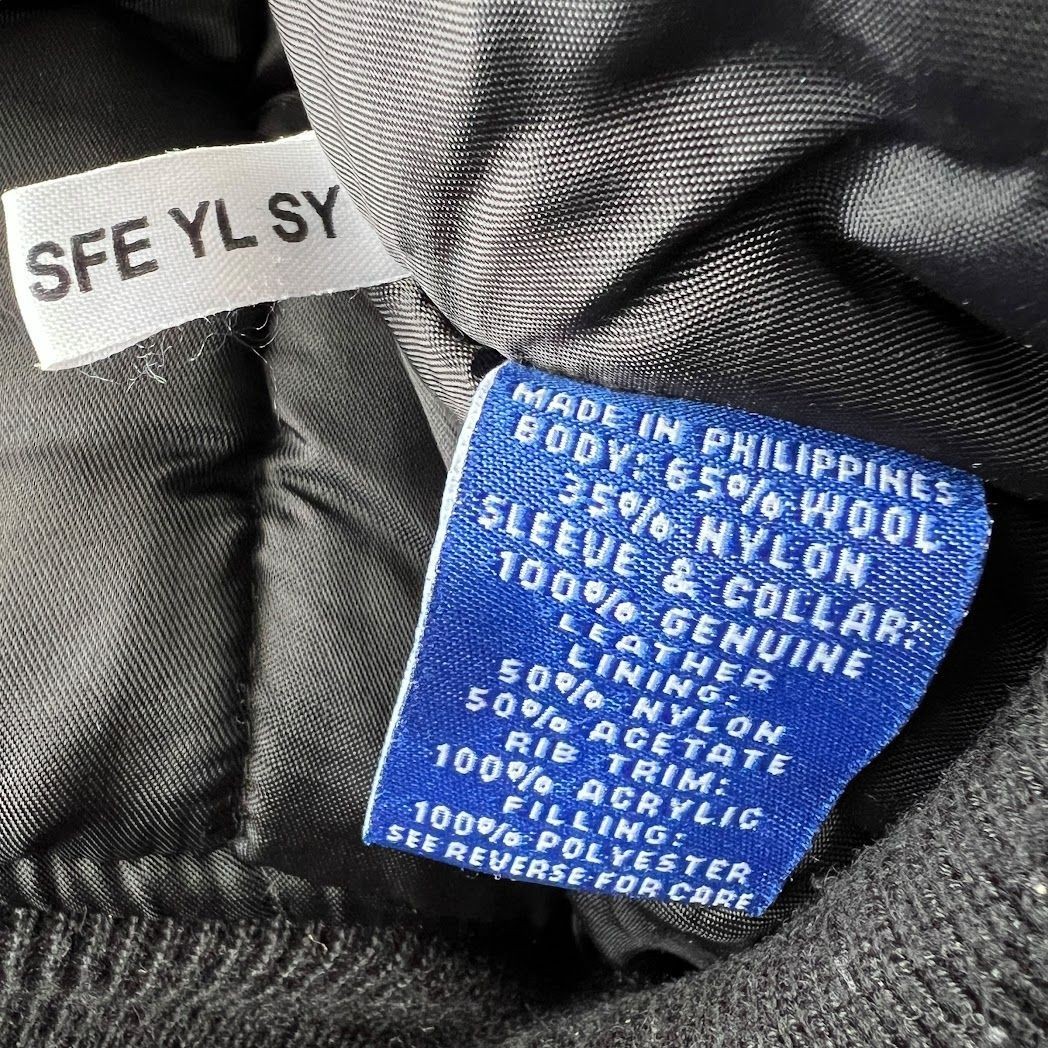 SFE YL SY
MADE IN PHILIPPINES
BODY: 65% WOOL
35% NYLON
SLEEVE & COLLAR:
100% GENUINE
LEATHER
LINING:
50% NYLON
50% ACETATE
RIB TRIM:
100% ACRYLIC
FILLING:
100% POLYESTER
SEE REVERSE FOR CARE